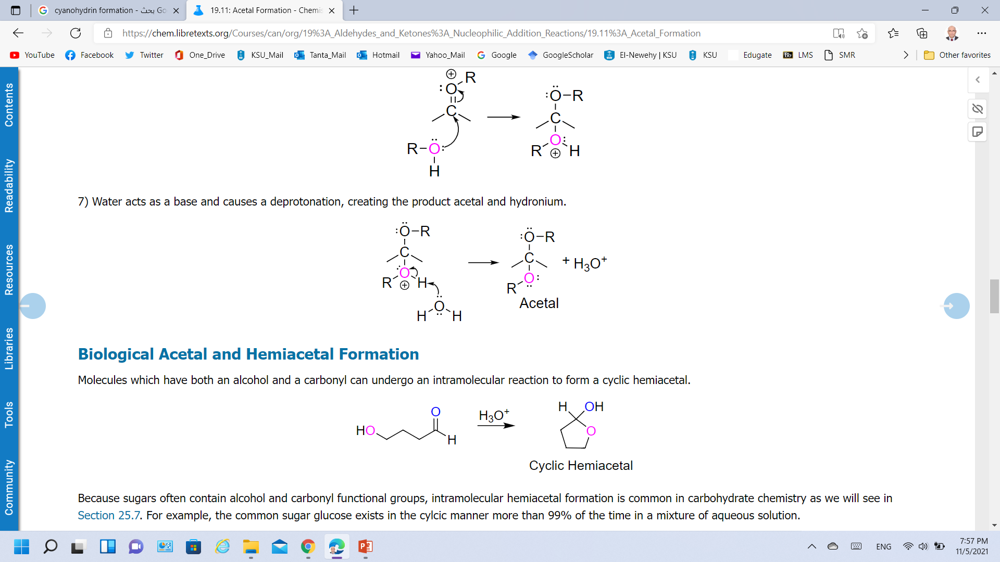 cyanohydrin formation - بحث Go
19.11: Acetal Formation - Chemis
https://chem.libretexts.org/Courses/can/org/19%3A_Aldehydes_and_Ketones%3A_Nucleophilic_Addition_Reactions/19.11%3A_Acetal_Formation
YouTube Facebook Twitter One_Drive KSU_Mail Tanta_Mail Hotmail Yahoo_Mail Google GoogleScholar El-Newehy | KSU KSU Edugate Bb LMS SMR Other favorites
Contents
Readability
Resources
Libraries
Tools
Community
⊕ R
:Ö
C
R-Ö:
H
:Ö-R
C
O:
R ⊕ H
7) Water acts as a base and causes a deprotonation, creating the product acetal and hydronium.
:Ö-R
C
O
R ⊕ H
Ö
H H
:Ö-R
C
O:
R
+ H₃O⁺
Acetal
Biological Acetal and Hemiacetal Formation
Molecules which have both an alcohol and a carbonyl can undergo an intramolecular reaction to form a cyclic hemiacetal.
O
HO
H
H₃O⁺
H OH
O
Cyclic Hemiacetal
Because sugars often contain alcohol and carbonyl functional groups, intramolecular hemiacetal formation is common in carbohydrate chemistry as we will see in
Section 25.7. For example, the common sugar glucose exists in the cylcic manner more than 99% of the time in a mixture of aqueous solution.
ENG
7:57 PM
11/5/2021